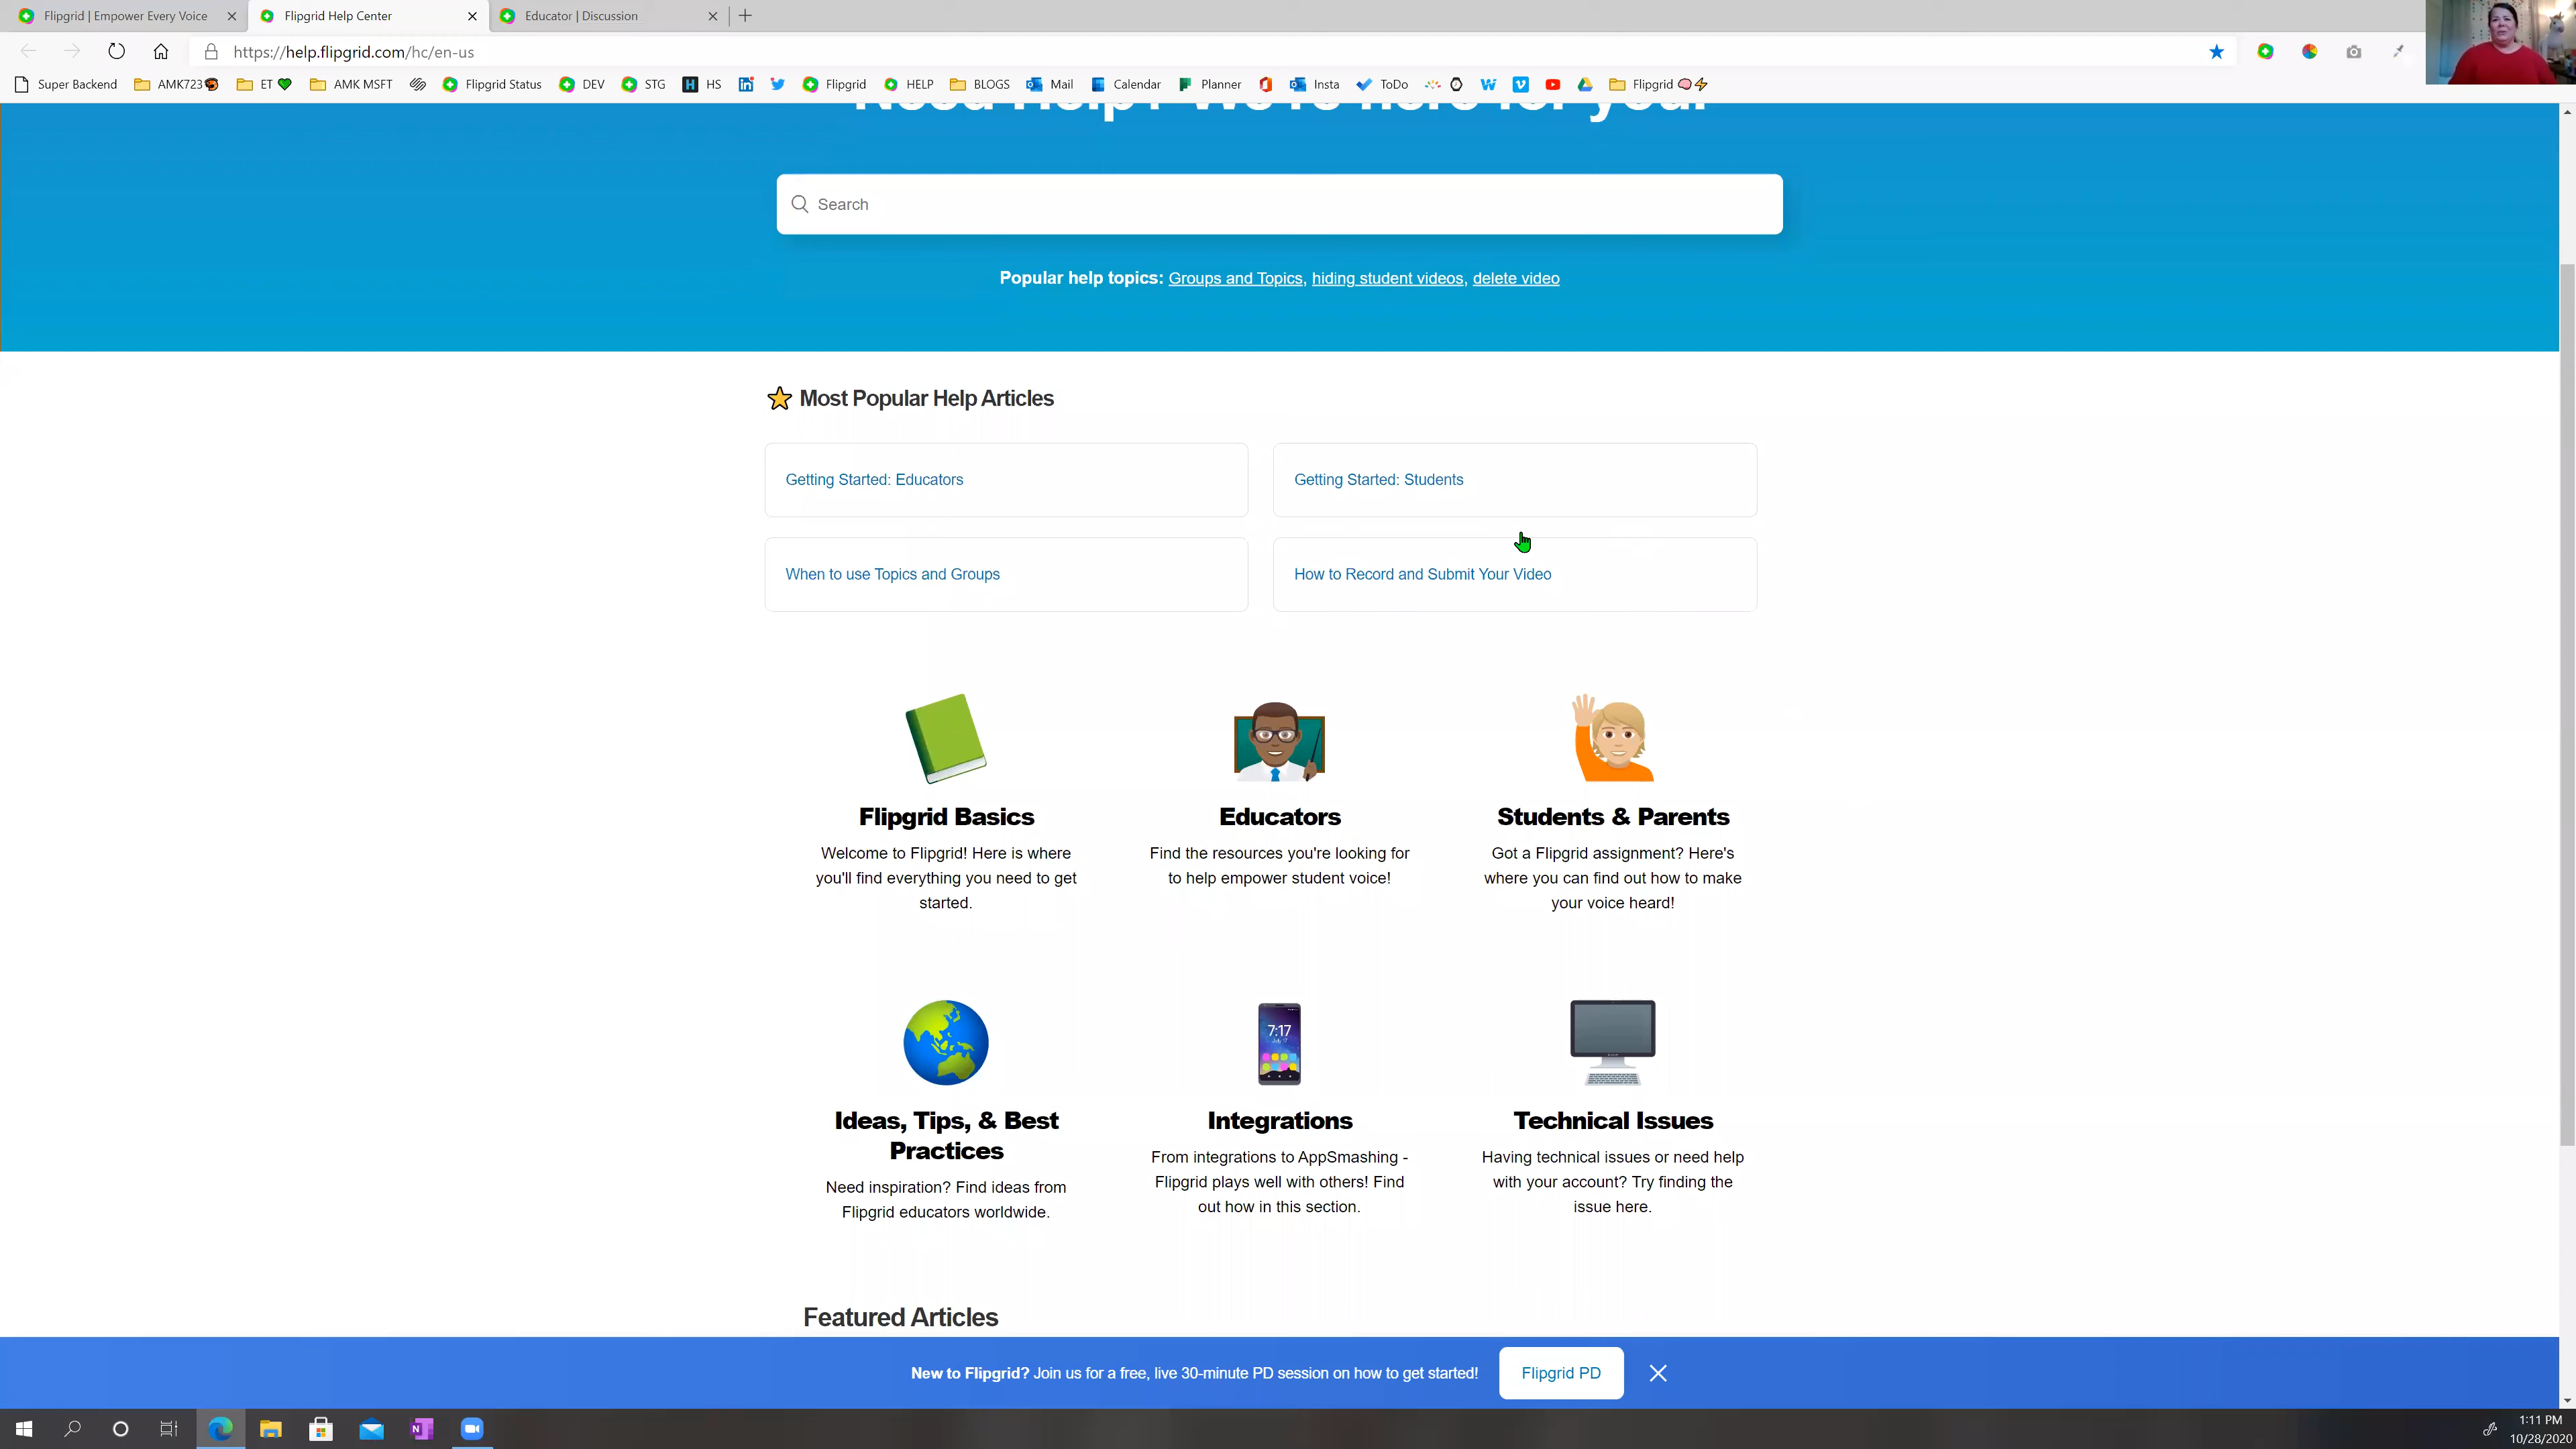 Flipgrid | Empower Every Voice
Flipgrid Help Center
Educator | Discussion
https://help.flipgrid.com/hc/en-us
Super Backend AMK723 ET AMK MSFT Flipgrid Status DEV STG HS Flipgrid HELP BLOGS Mail Calendar Planner Insta ToDo Flipgrid
Need Help? We're here for you!
Search
Popular help topics: Groups and Topics, hiding student videos, delete video
Most Popular Help Articles
Getting Started: Educators
Getting Started: Students
When to use Topics and Groups
How to Record and Submit Your Video
Flipgrid Basics
Welcome to Flipgrid! Here is where
you'll find everything you need to get
started.
Educators
Find the resources you're looking for
to help empower student voice!
Students & Parents
Got a Flipgrid assignment? Here's
where you can find out how to make
your voice heard!
Ideas, Tips, & Best
Practices
Need inspiration? Find ideas from
Flipgrid educators worldwide.
7:17
July 17
Integrations
From integrations to AppSmashing -
Flipgrid plays well with others! Find
out how in this section.
Technical Issues
Having technical issues or need help
with your account? Try finding the
issue here.
Featured Articles
New to Flipgrid? Join us for a free, live 30-minute PD session on how to get started!
Flipgrid PD
1:11 PM
10/28/2020